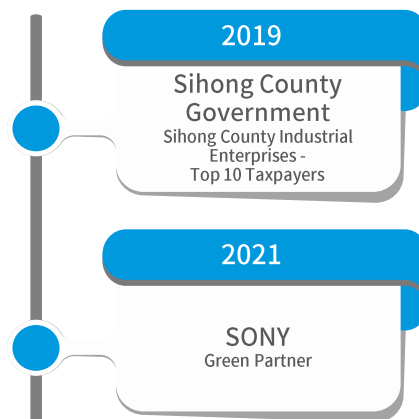 2019
Sihong County
Government
Sihong County Industrial
Enterprises -
Top 10 Taxpayers
2021
SONY
Green Partner